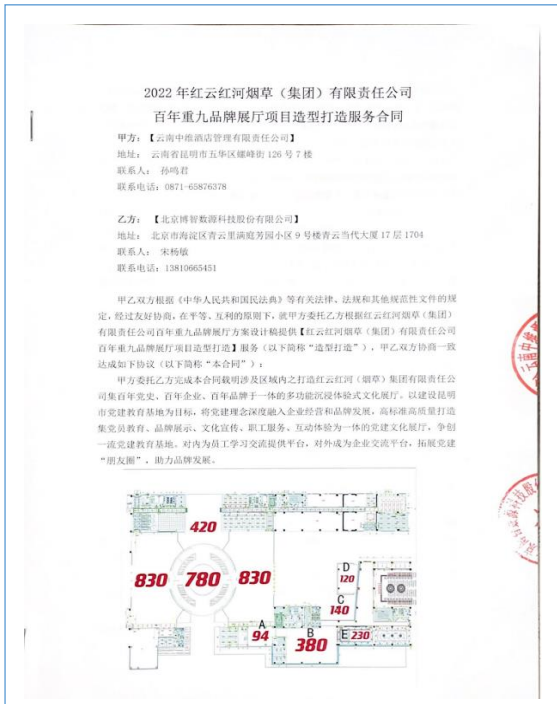 2022 年红云红河烟草（集团）有限责任公司
百年重九品牌展厅项目造型打造服务合同
甲方：【云南中维酒店管理有限责任公司】
地址： 云南省昆明市五华区螺峰街 126 号 7 楼
联系人： 孙鸣君
联系电话：0871-65876378
乙方： 【北京博智数源科技股份有限公司】
地址： 北京市海淀区青云里满庭芳园小区 9 号楼青云当代大厦 17 层 1704
联系人： 宋杨敏
联系电话：13810665451
甲乙双方根据《中华人民共和国民法典》等有关法律、法规和其他规范性文件的规
定，经过友好协商，在平等、互利的原则下，就甲方委托乙方根据红云红河烟草（集团）
有限责任公司百年重九品牌展厅方案设计稿提供【红云红河烟草（集团）有限责任公司
百年重九品牌展厅项目造型打造】服务（以下简称“造型打造”），甲乙双方协商一致
达成如下协议（以下简称“本合同”）：
甲方委托乙方完成本合同载明涉及区域内之打造红云红河（烟草）集团有限责任公
司集百年党史、百年企业、百年品牌于一体的多功能沉浸体验式文化展厅。以建设昆明
市党建教育基地为目标，将党建理念深度融入企业经营和品牌发展，高标准高质量打造
集党员教育、品牌展示、文化宣传、职工服务、互动体验为一体的党建文化展厅，争创
一流党建教育基地。对内为员工学习交流提供平台，对外成为企业交流平台，拓展党建
“朋友圈”，助力品牌发展。
420
830 780 830
D
120
C
140
A
94
B
380
E 230